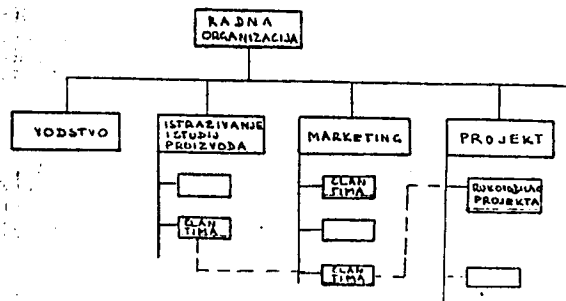 RADNA
ORGANIZACIJA
VODSTVO
ISTRAŽIVANJE
I STUDIJ
PROIZVODA
MARKETING
PROJEKT
ČLAN
TIMA
ČLAN
TIMA
RUKOVODILAC
PROJEKTA
ČLAN
TIMA